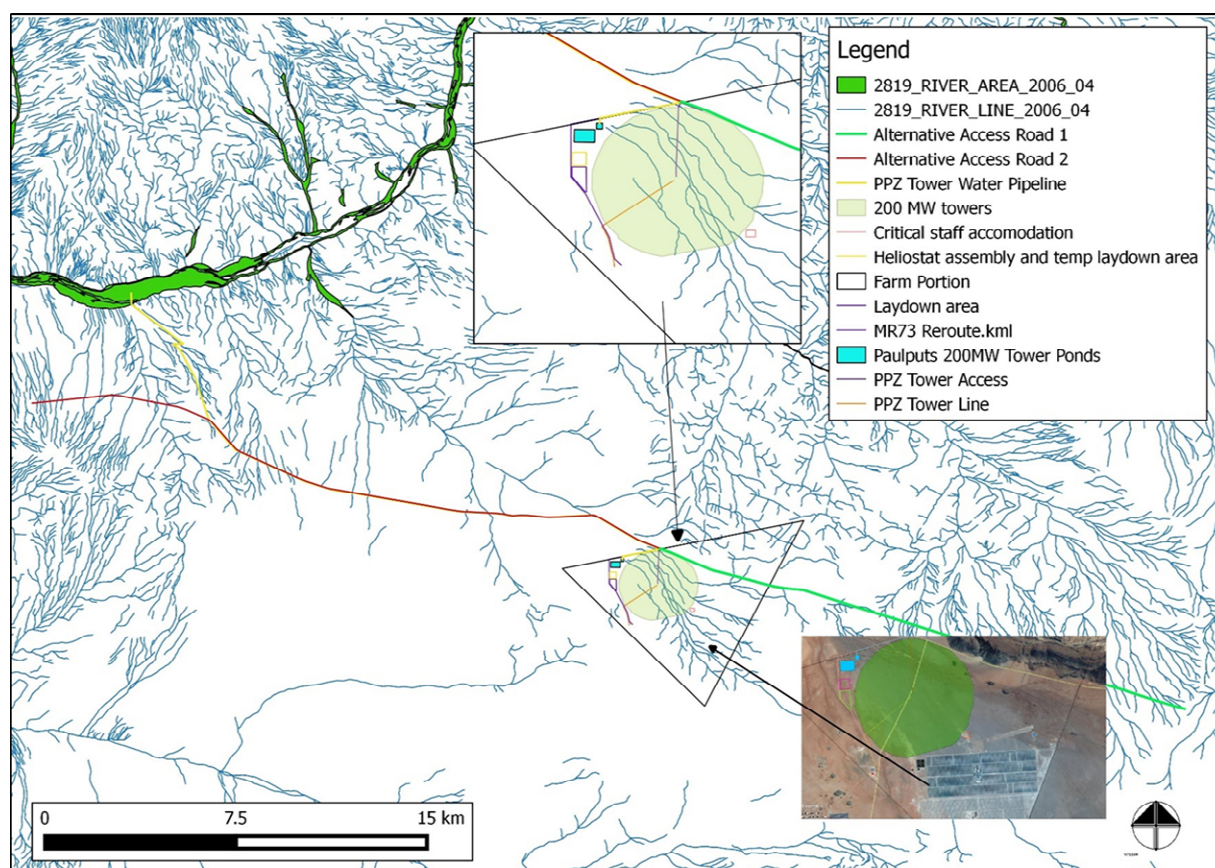 Legend
2819_RIVER_AREA_2006_04
2819_RIVER_LINE_2006_04
Alternative Access Road 1
Alternative Access Road 2
PPZ Tower Water Pipeline
200 MW towers
Critical staff accomodation
Heliostat assembly and temp laydown area
Farm Portion
Laydown area
MR73 Reroute.kml
Paulputs 200MW Tower Ponds
PPZ Tower Access
PPZ Tower Line
0 7.5 15 km